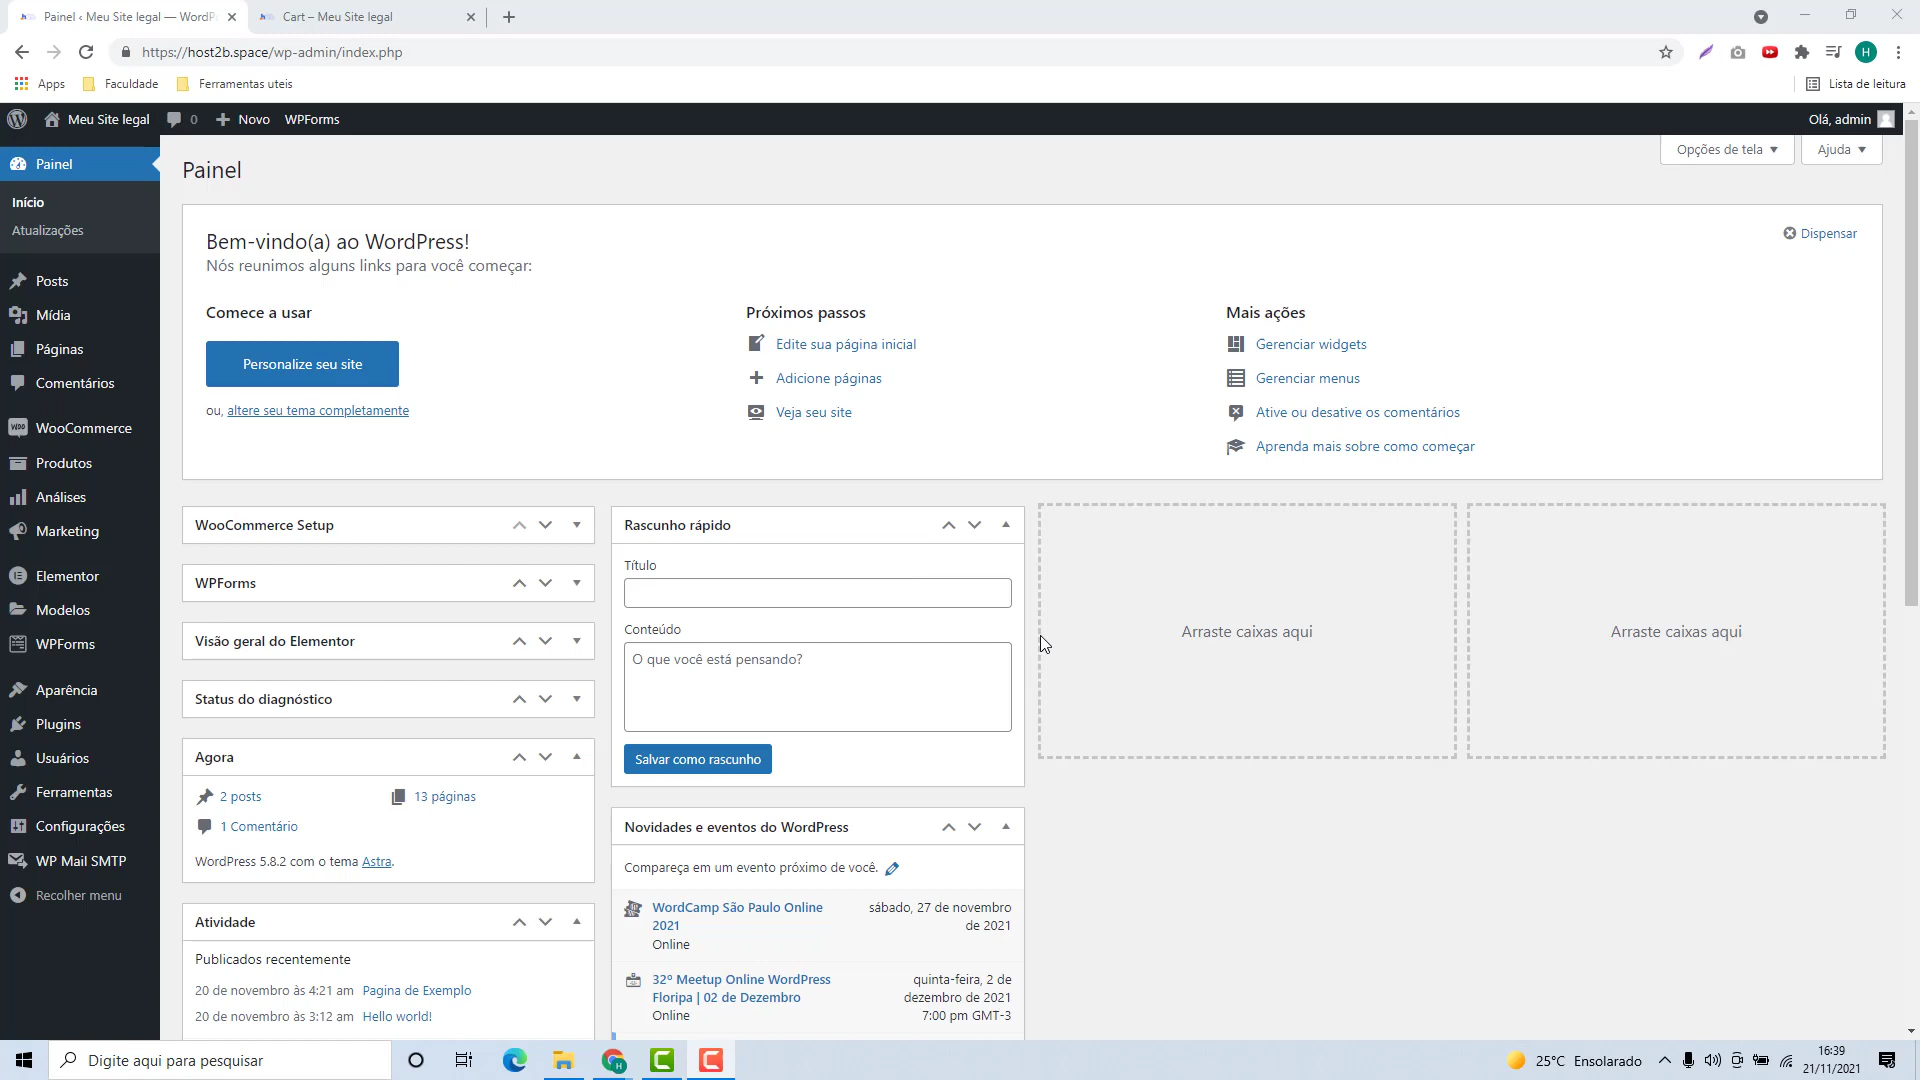 Painel ‹ Meu Site legal — WordP
Cart – Meu Site legal
https://host2b.space/wp-admin/index.php
H
Apps
Faculdade
Ferramentas uteis
Lista de leitura
Meu Site legal
0
Novo
WPForms
Olá, admin
Painel
Início
Atualizações
Posts
Mídia
Páginas
Comentários
WooCommerce
Produtos
Análises
Marketing
Elementor
Modelos
WPForms
Aparência
Plugins
Usuários
Ferramentas
Configurações
WP Mail SMTP
Recolher menu
Opções de tela
Ajuda
Painel
Bem-vindo(a) ao WordPress!
Nós reunimos alguns links para você começar:
Dispensar
Comece a usar
Personalize seu site
ou, altere seu tema completamente
Próximos passos
Edite sua página inicial
Adicione páginas
Veja seu site
Mais ações
Gerenciar widgets
Gerenciar menus
Ative ou desative os comentários
Aprenda mais sobre como começar
WooCommerce Setup
WPForms
Visão geral do Elementor
Status do diagnóstico
Agora
2 posts
13 páginas
1 Comentário
WordPress 5.8.2 com o tema Astra.
Atividade
Publicados recentemente
20 de novembro às 4:21 am Pagina de Exemplo
20 de novembro às 3:12 am Hello world!
Rascunho rápido
Título
Conteúdo
O que você está pensando?
Salvar como rascunho
Novidades e eventos do WordPress
Compareça em um evento próximo de você.
WordCamp São Paulo Online
2021
Online
sábado, 27 de novembro
de 2021
32º Meetup Online WordPress
Floripa | 02 de Dezembro
Online
quinta-feira, 2 de
dezembro de 2021
7:00 pm GMT-3
Arraste caixas aqui
Arraste caixas aqui
Digite aqui para pesquisar
25°C Ensolarado
16:39
21/11/2021